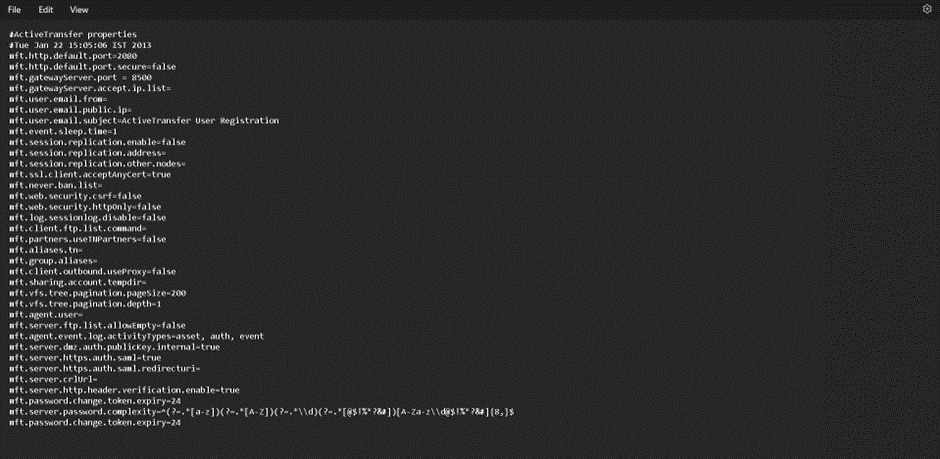 File Edit View
#ActiveTransfer properties
#Tue Jan 22 15:05:06 IST 2013
mft.http.default.port=2080
mft.http.default.port.secure=false
mft.gatewayServer.port = 8500
mft.gatewayServer.accept.ip.list=
mft.user.email.from=
mft.user.email.public.ip=
mft.user.email.subject=ActiveTransfer User Registration
mft.event.sleep.time=1
mft.session.replication.enable=false
mft.session.replication.address=
mft.session.replication.other.nodes=
mft.ssl.client.acceptAnyCert=true
mft.never.ban.list=
mft.web.security.csrf=false
mft.web.security.httpOnly=false
mft.log.sessionlog.disable=false
mft.client.ftp.list.command=
mft.partners.useTNPartners=false
mft.aliases.tn=
mft.group.aliases=
mft.client.outbound.useProxy=false
mft.sharing.account.tempdir=
mft.vfs.tree.pagination.pageSize=200
mft.vfs.tree.pagination.depth=1
mft.agent.user=
mft.server.ftp.list.allowEmpty=false
mft.agent.event.log.activityTypes=asset, auth, event
mft.server.dmz.auth.publicKey.internal=true
mft.server.https.auth.saml=true
mft.server.https.auth.saml.redirecturi=
mft.server.crlUrl=
mft.server.http.header.verification.enable=true
mft.password.change.token.expiry=24
mft.server.password.complexity=^(?=.*[a-z])(?=.*[A-Z])(?=.*\\d)(?=.*[@$!%*?&#])[A-Za-z\\d@$!%*?&#]{8,}$
mft.password.change.token.expiry=24